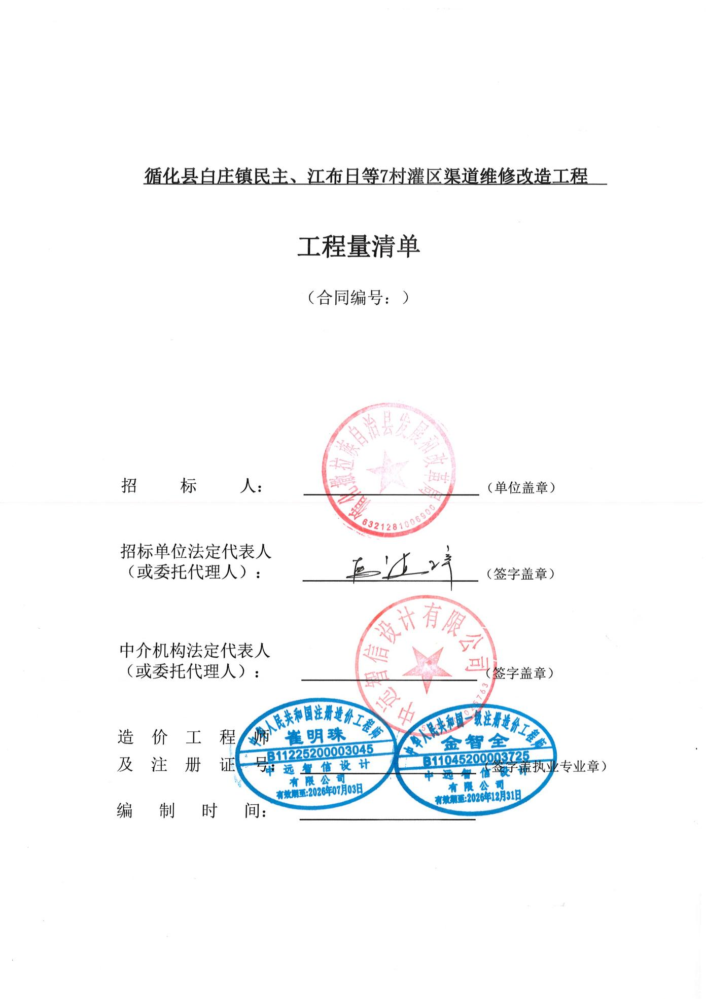 循化县白庄镇民主、江布日等7村灌区渠道维修改造工程
工程量清单
（合同编号：）
循化撒拉族自治县发展和改革局
6321281006900
招标人：
（单位盖章）
招标单位法定代表人
（或委托代理人）：
（签字盖章）
中远智信设计有限公司
中介机构法定代表人
（或委托代理人）：
（签字盖章）
造价工程师
及注册证号：
（签字盖执业专业章）
中华人民共和国注册造价工程师
崔明珠
B11225200003045
中远智信设计
有限公司
有效期至:2026年07月03日
中华人民共和国一级注册造价工程师
金智全
B11045200003725
中远智信设计
有限公司
有效期至:2026年12月31日
编制时间：